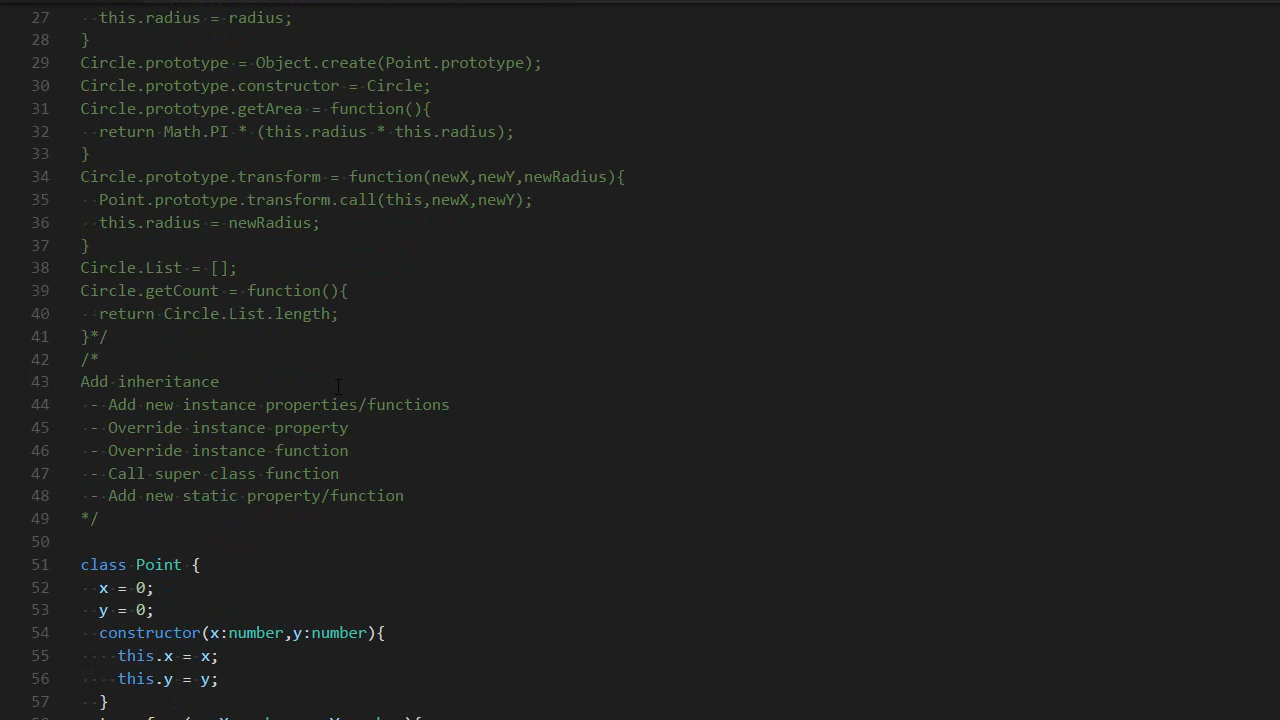 27   this.radius = radius;
28 }
29 Circle.prototype = Object.create(Point.prototype);
30 Circle.prototype.constructor = Circle;
31 Circle.prototype.getArea = function(){
32   return Math.PI * (this.radius * this.radius);
33 }
34 Circle.prototype.transform = function(newX,newY,newRadius){
35   Point.prototype.transform.call(this,newX,newY);
36   this.radius = newRadius;
37 }
38 Circle.List = [];
39 Circle.getCount = function(){
40   return Circle.List.length;
41 }*/
42 /*
43 Add inheritance
44  - Add new instance properties/functions
45  - Override instance property
46  - Override instance function
47  - Call super class function
48  - Add new static property/function
49 */
50
51 class Point {
52   x = 0;
53   y = 0;
54   constructor(x:number,y:number){
55     this.x = x;
56     this.y = y;
57   }